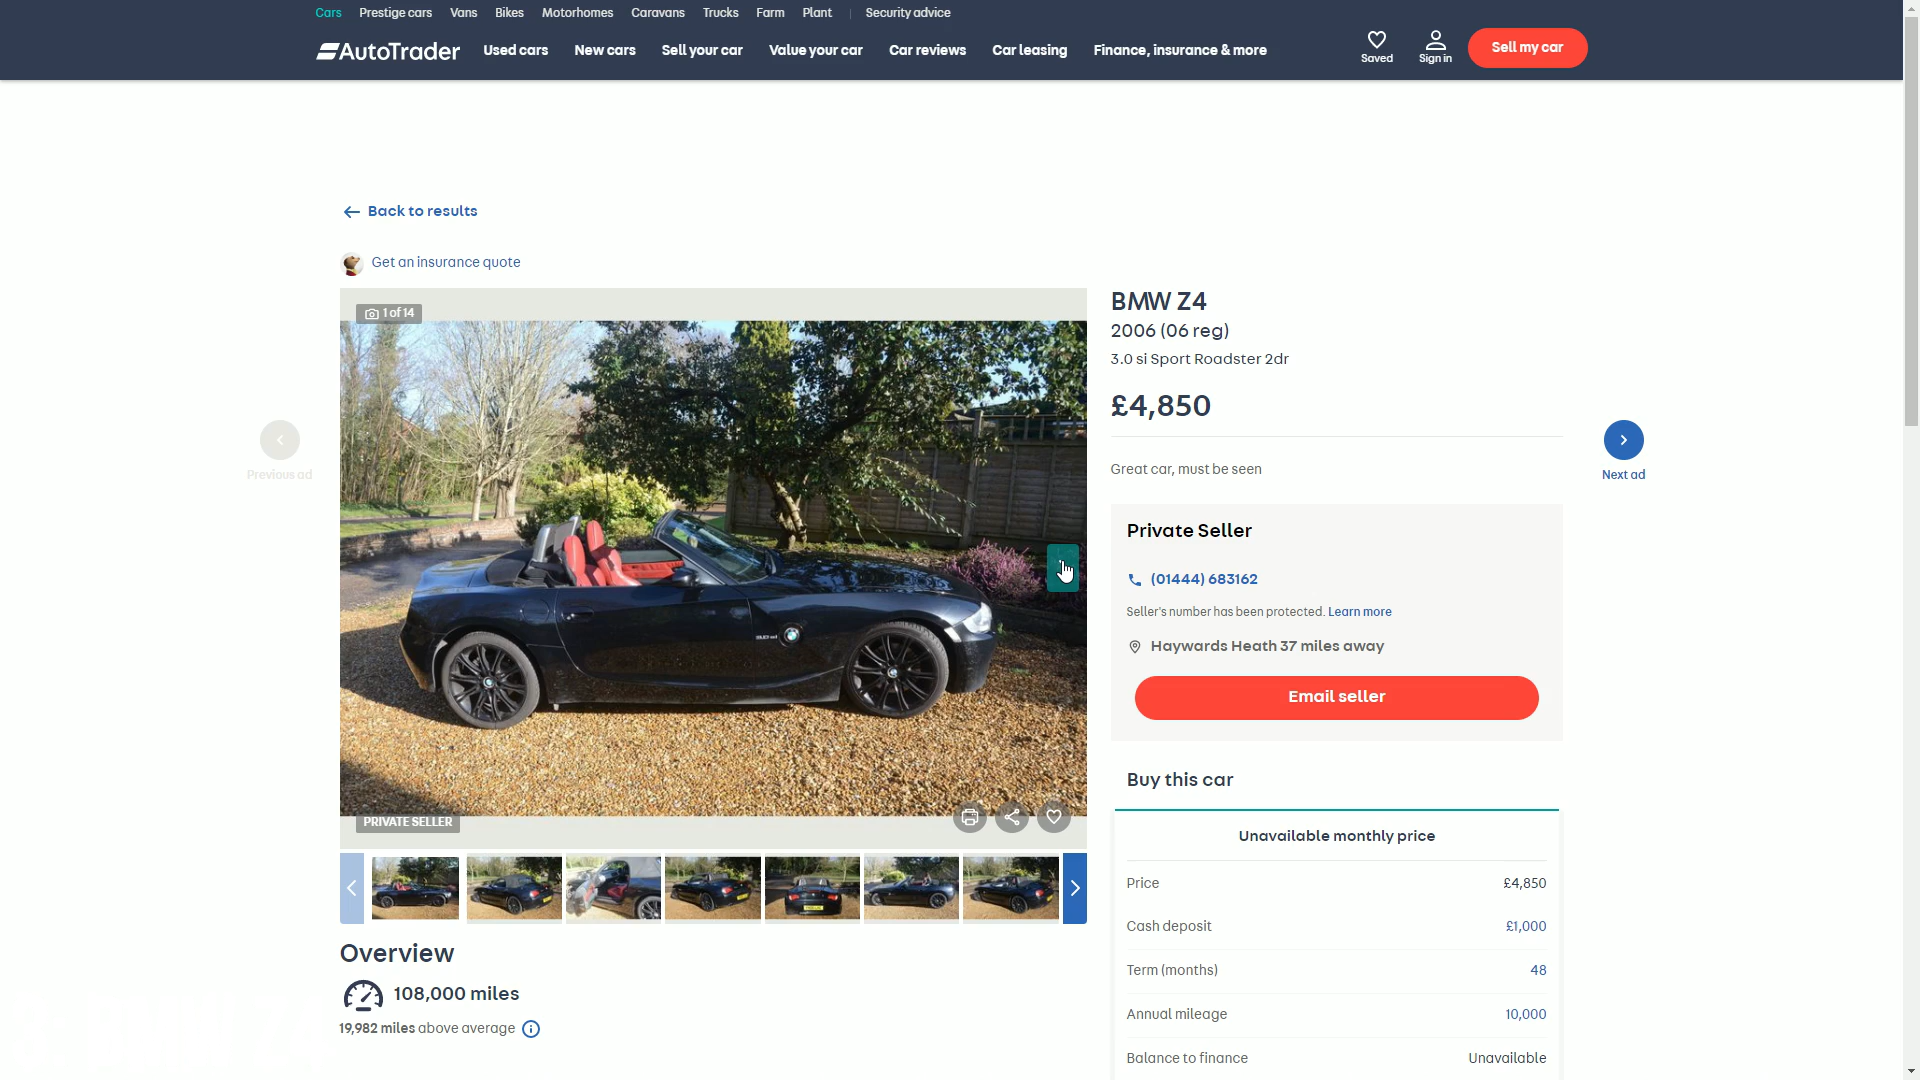 Cars Prestige cars Vans Bikes Motorhomes Caravans Trucks Farm Plant | Security advice
AutoTrader Used cars New cars Sell your car Value your car Car reviews Car leasing Finance, insurance & more Saved Sign in Sell my car
Back to results
Get an insurance quote
1 of 14
PRIVATE SELLER
Previous ad
BMW Z4
2006 (06 reg)
3.0 si Sport Roadster 2dr
£4,850
Great car, must be seen
Next ad
Private Seller
(01444) 683162
Seller's number has been protected. Learn more
Haywards Heath 37 miles away
Email seller
Buy this car
Unavailable monthly price
Price £4,850
Cash deposit £1,000
Term (months) 48
Annual mileage 10,000
Balance to finance Unavailable
Overview
108,000 miles
19,982 miles above average